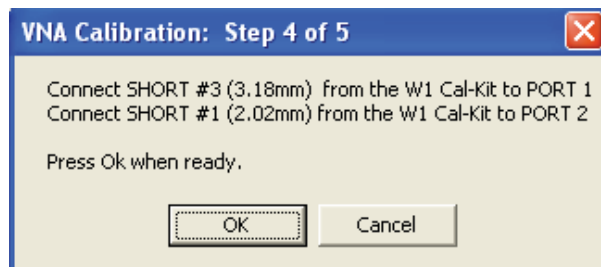 VNA Calibration: Step 4 of 5
Connect SHORT #3 (3.18mm) from the W1 Cal-Kit to PORT 1
Connect SHORT #1 (2.02mm) from the W1 Cal-Kit to PORT 2
Press Ok when ready.
OK Cancel